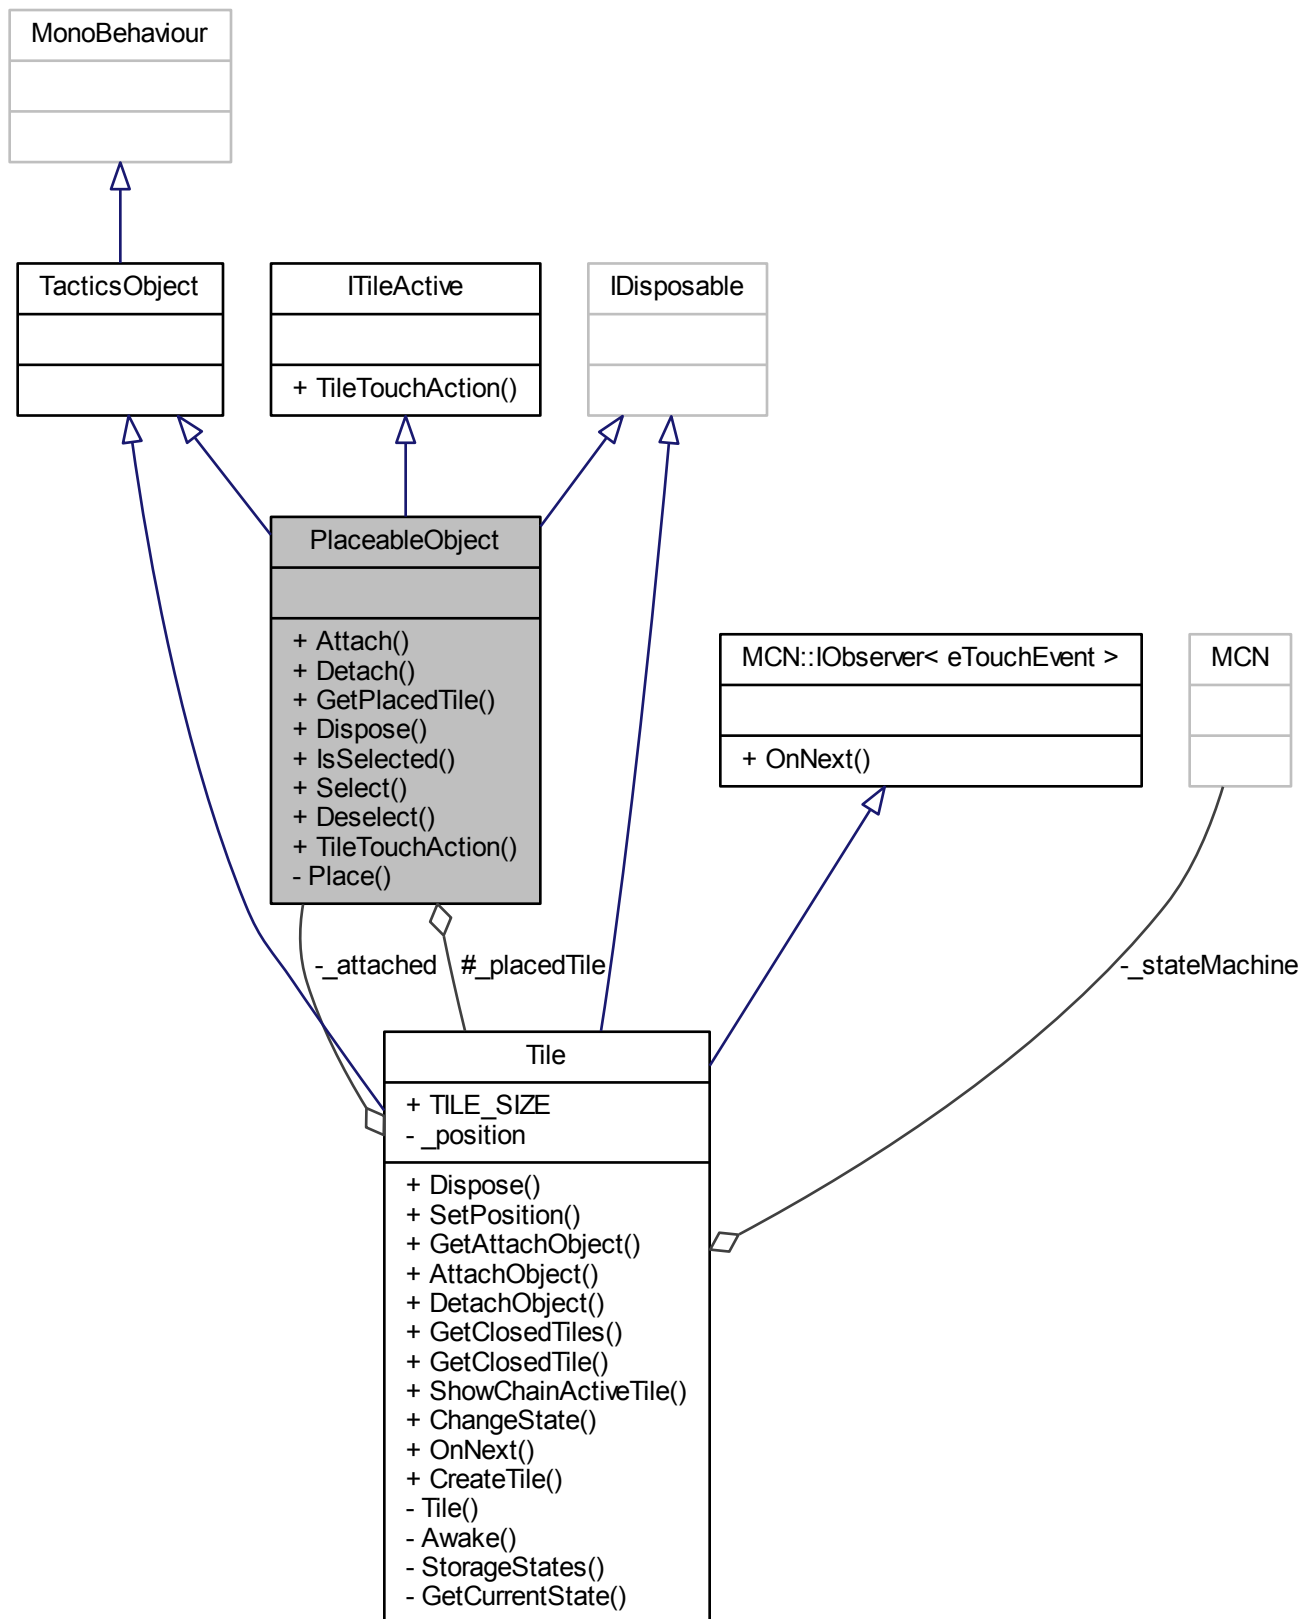 MonoBehaviour
TacticsObject
ITileActive
+ TileTouchAction()
IDisposable
PlaceableObject
+ Attach()
+ Detach()
+ GetPlacedTile()
+ Dispose()
+ IsSelected()
+ Select()
+ Deselect()
+ TileTouchAction()
- Place()
MCN::IObserver< eTouchEvent >
+ OnNext()
MCN
-_attached
#_placedTile
-_stateMachine
Tile
+ TILE_SIZE
- _position
+ Dispose()
+ SetPosition()
+ GetAttachObject()
+ AttachObject()
+ DetachObject()
+ GetClosedTiles()
+ GetClosedTile()
+ ShowChainActiveTile()
+ ChangeState()
+ OnNext()
+ CreateTile()
- Tile()
- Awake()
- StorageStates()
- GetCurrentState()